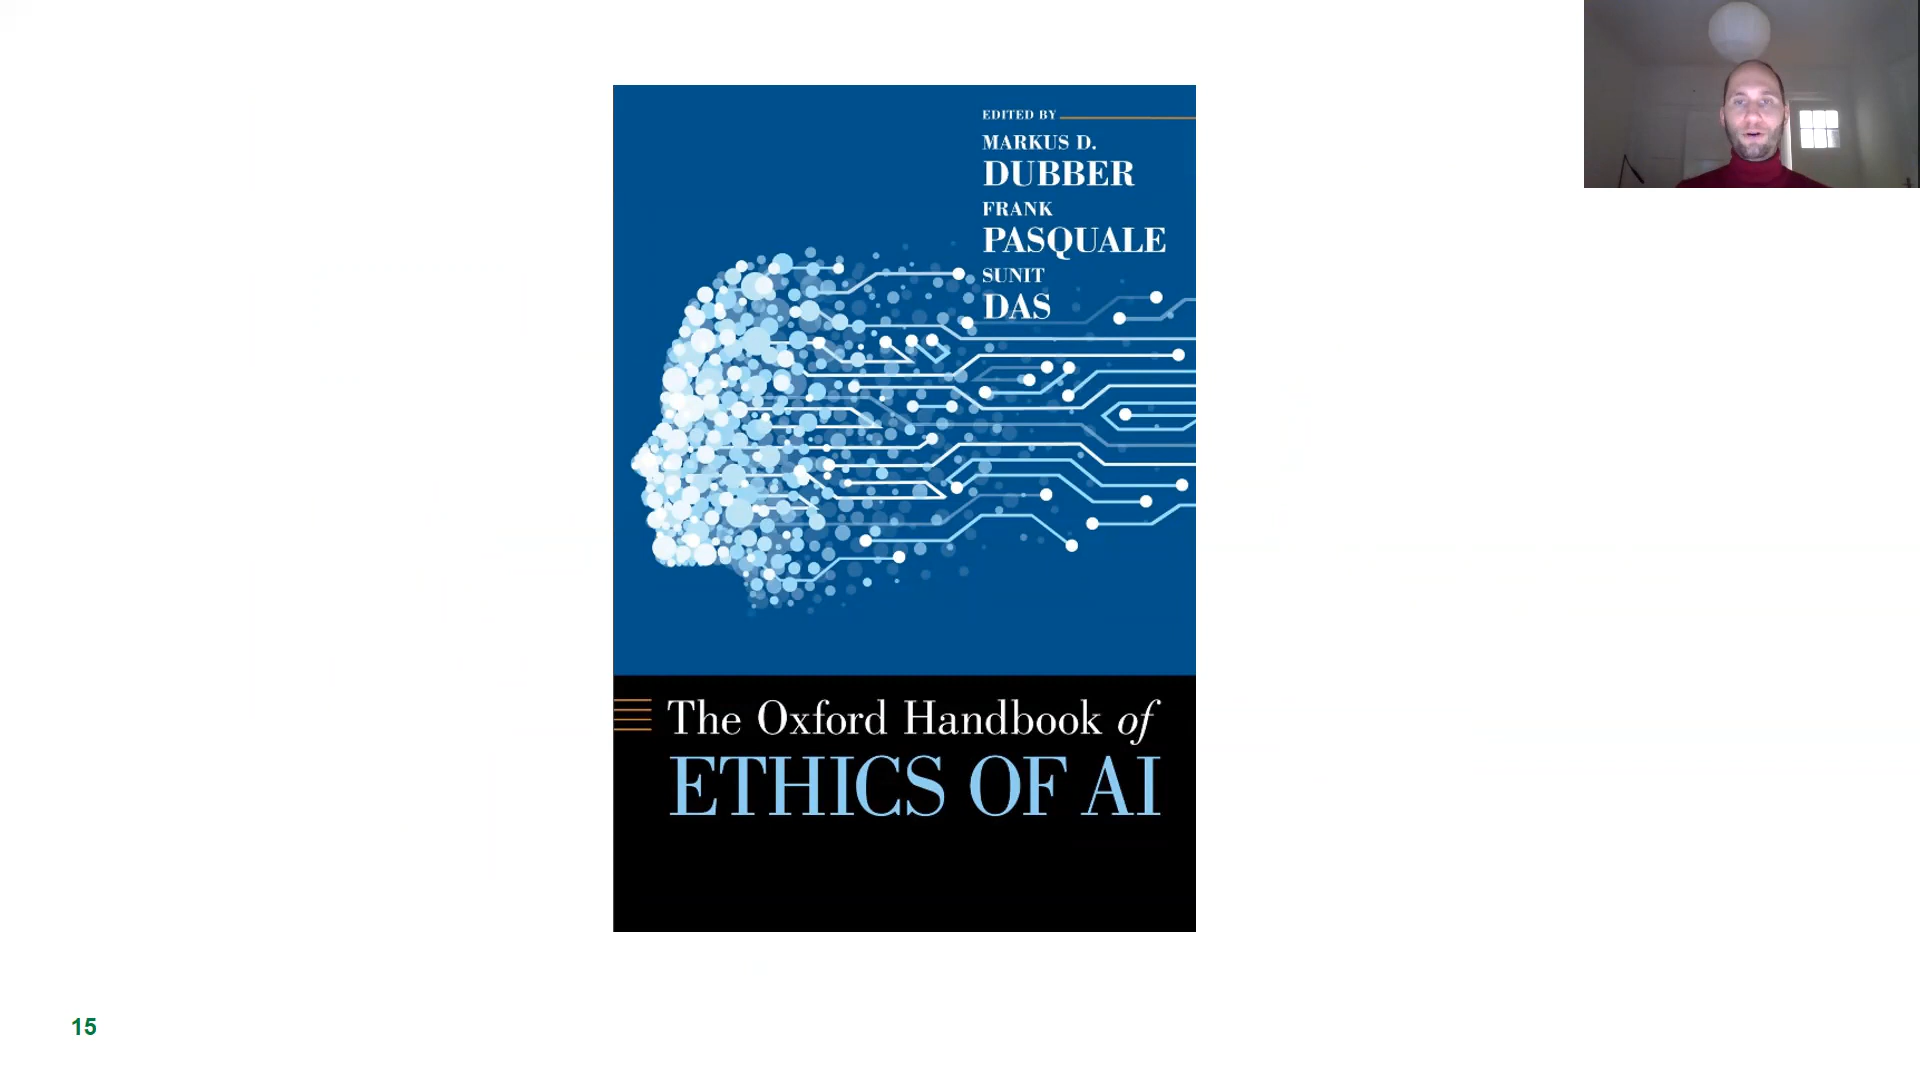 EDITED BY
MARKUS D.
DUBBER
FRANK
PASQUALE
SUNIT
DAS
The Oxford Handbook of
ETHICS OF AI
15